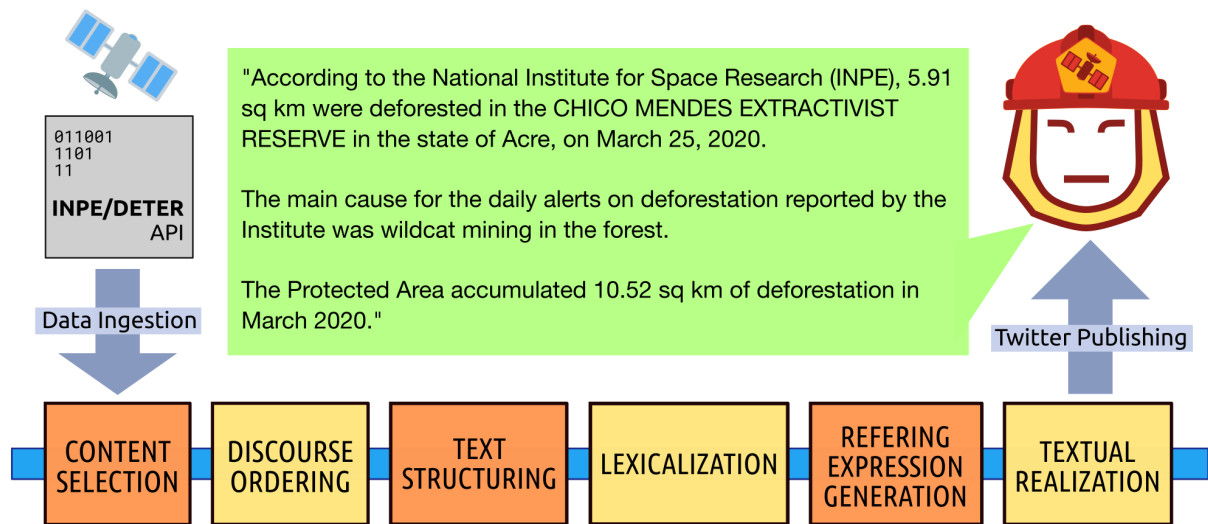 011001
1101
11
INPE/DETER
API
Data Ingestion
"According to the National Institute for Space Research (INPE), 5.91
sq km were deforested in the CHICO MENDES EXTRACTIVIST
RESERVE in the state of Acre, on March 25, 2020.
The main cause for the daily alerts on deforestation reported by the
Institute was wildcat mining in the forest.
The Protected Area accumulated 10.52 sq km of deforestation in
March 2020."
Twitter Publishing
CONTENT
SELECTION
DISCOURSE
ORDERING
TEXT
STRUCTURING
LEXICALIZATION
REFERING
EXPRESSION
GENERATION
TEXTUAL
REALIZATION